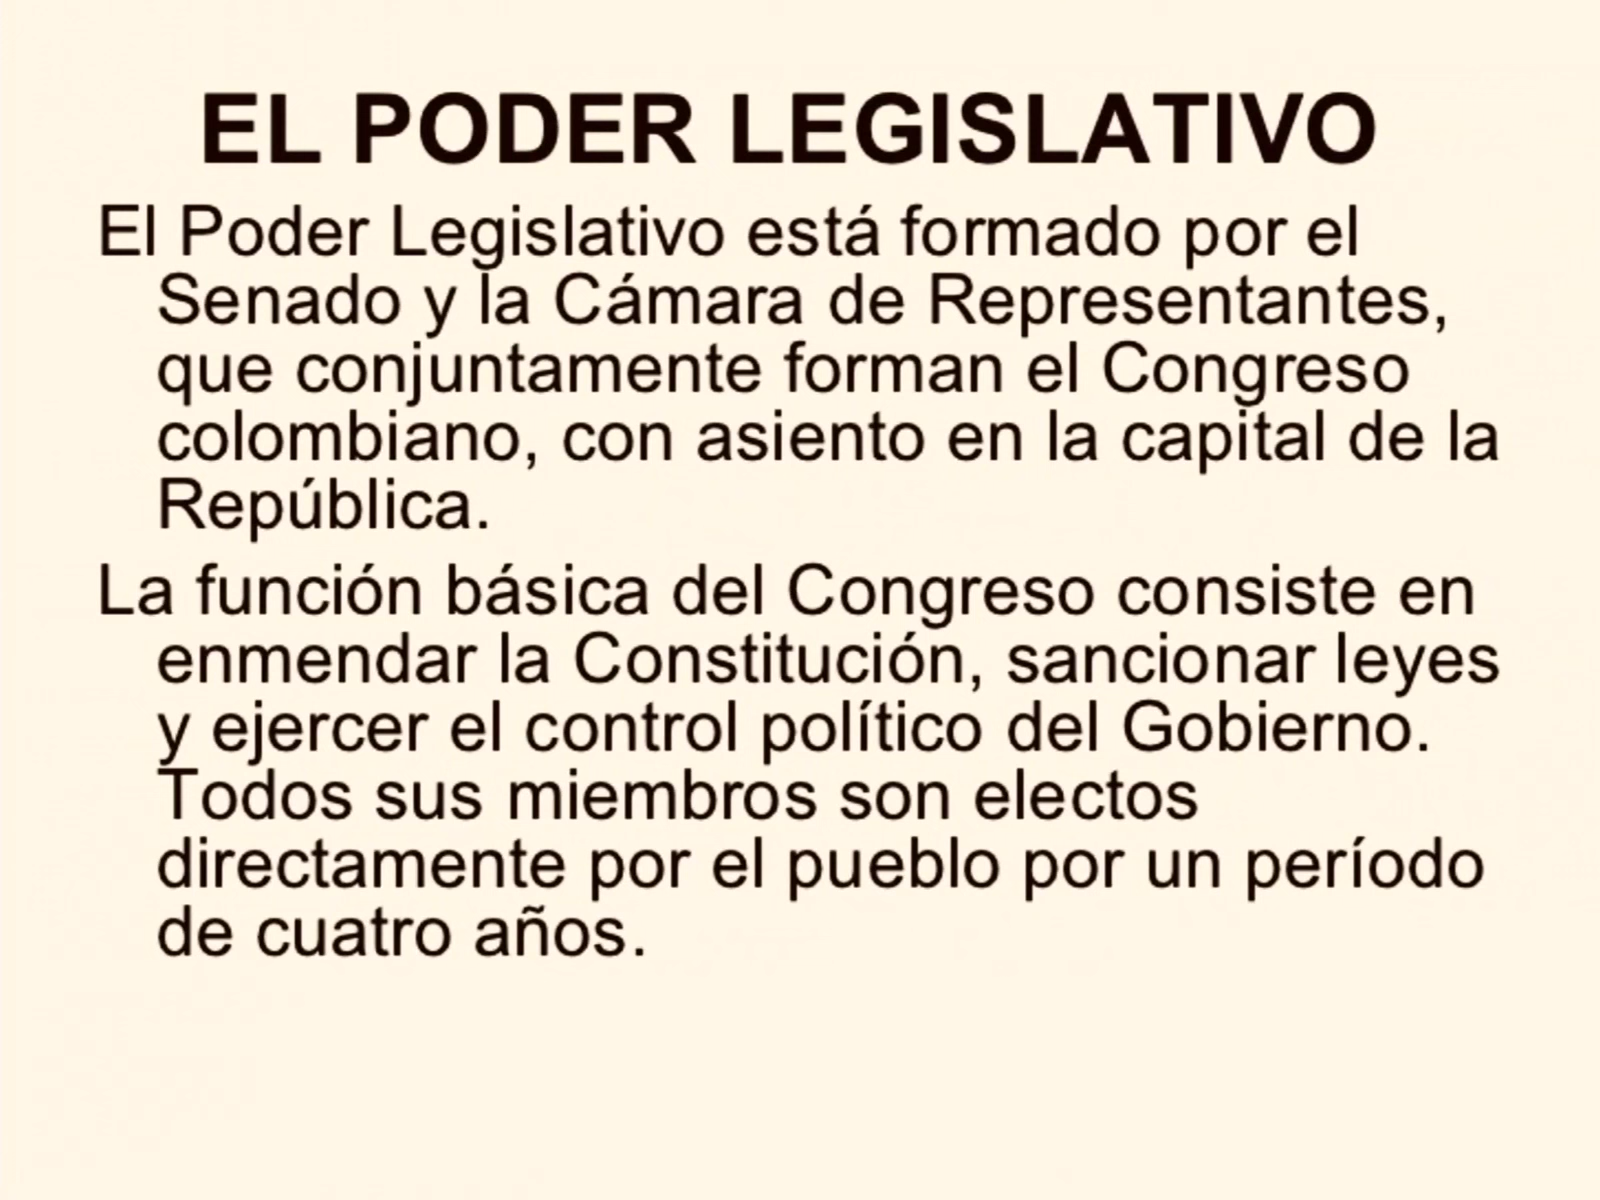 EL PODER LEGISLATIVO
El Poder Legislativo está formado por el
Senado y la Cámara de Representantes,
que conjuntamente forman el Congreso
colombiano, con asiento en la capital de la
República.
La función básica del Congreso consiste en
enmendar la Constitución, sancionar leyes
y ejercer el control político del Gobierno.
Todos sus miembros son electos
directamente por el pueblo por un período
de cuatro años.